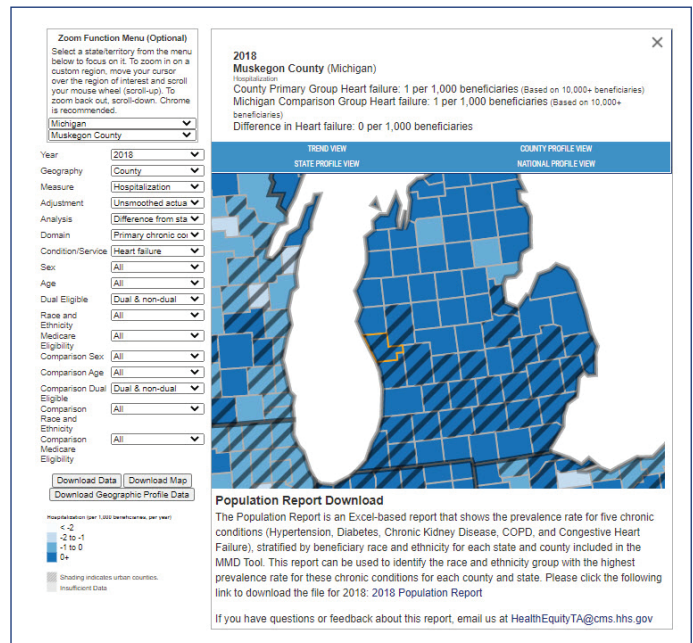 Zoom Function Menu (Optional)
Select a state/territory from the menu
below to focus on it. To zoom in on a
custom region, move your cursor
over the region of interest and scroll
your mouse wheel (scroll-up). To
zoom back out, scroll-down. Chrome
is recommended.
Michigan
Muskegon County
Year 2018
Geography County
Measure Hospitalization
Adjustment Unsmoothed actua
Analysis Difference from sta
Domain Primary chronic cor
Condition/Service Heart failure
Sex All
Age All
Dual Eligible Dual & non-dual
Race and All
Ethnicity
Medicare All
Eligibility
Comparison Sex All
Comparison Age All
Comparison Dual Dual & non-dual
Eligible
Comparison All
Race and
Ethnicity
Comparison All
Medicare
Eligibility
Download Data Download Map
Download Geographic Profile Data
Hospitalization (per 1,000 beneficiaries, per year)
< -2
-2 to -1
-1 to 0
0+
Shading indicates urban counties.
Insufficient Data
2018
Muskegon County (Michigan)
Hospitalization
County Primary Group Heart failure: 1 per 1,000 beneficiaries (Based on 10,000+ beneficiaries)
Michigan Comparison Group Heart failure: 1 per 1,000 beneficiaries (Based on 10,000+
beneficiaries)
Difference in Heart failure: 0 per 1,000 beneficiaries
TREND VIEW COUNTY PROFILE VIEW
STATE PROFILE VIEW NATIONAL PROFILE VIEW
Population Report Download
The Population Report is an Excel-based report that shows the prevalence rate for five chronic
conditions (Hypertension, Diabetes, Chronic Kidney Disease, COPD, and Congestive Heart
Failure), stratified by beneficiary race and ethnicity for each state and county included in the
MMD Tool. This report can be used to identify the race and ethnicity group with the highest
prevalence rate for these chronic conditions for each county and state. Please click the following
link to download the file for 2018: 2018 Population Report
If you have questions or feedback about this report, email us at HealthEquityTA@cms.hhs.gov